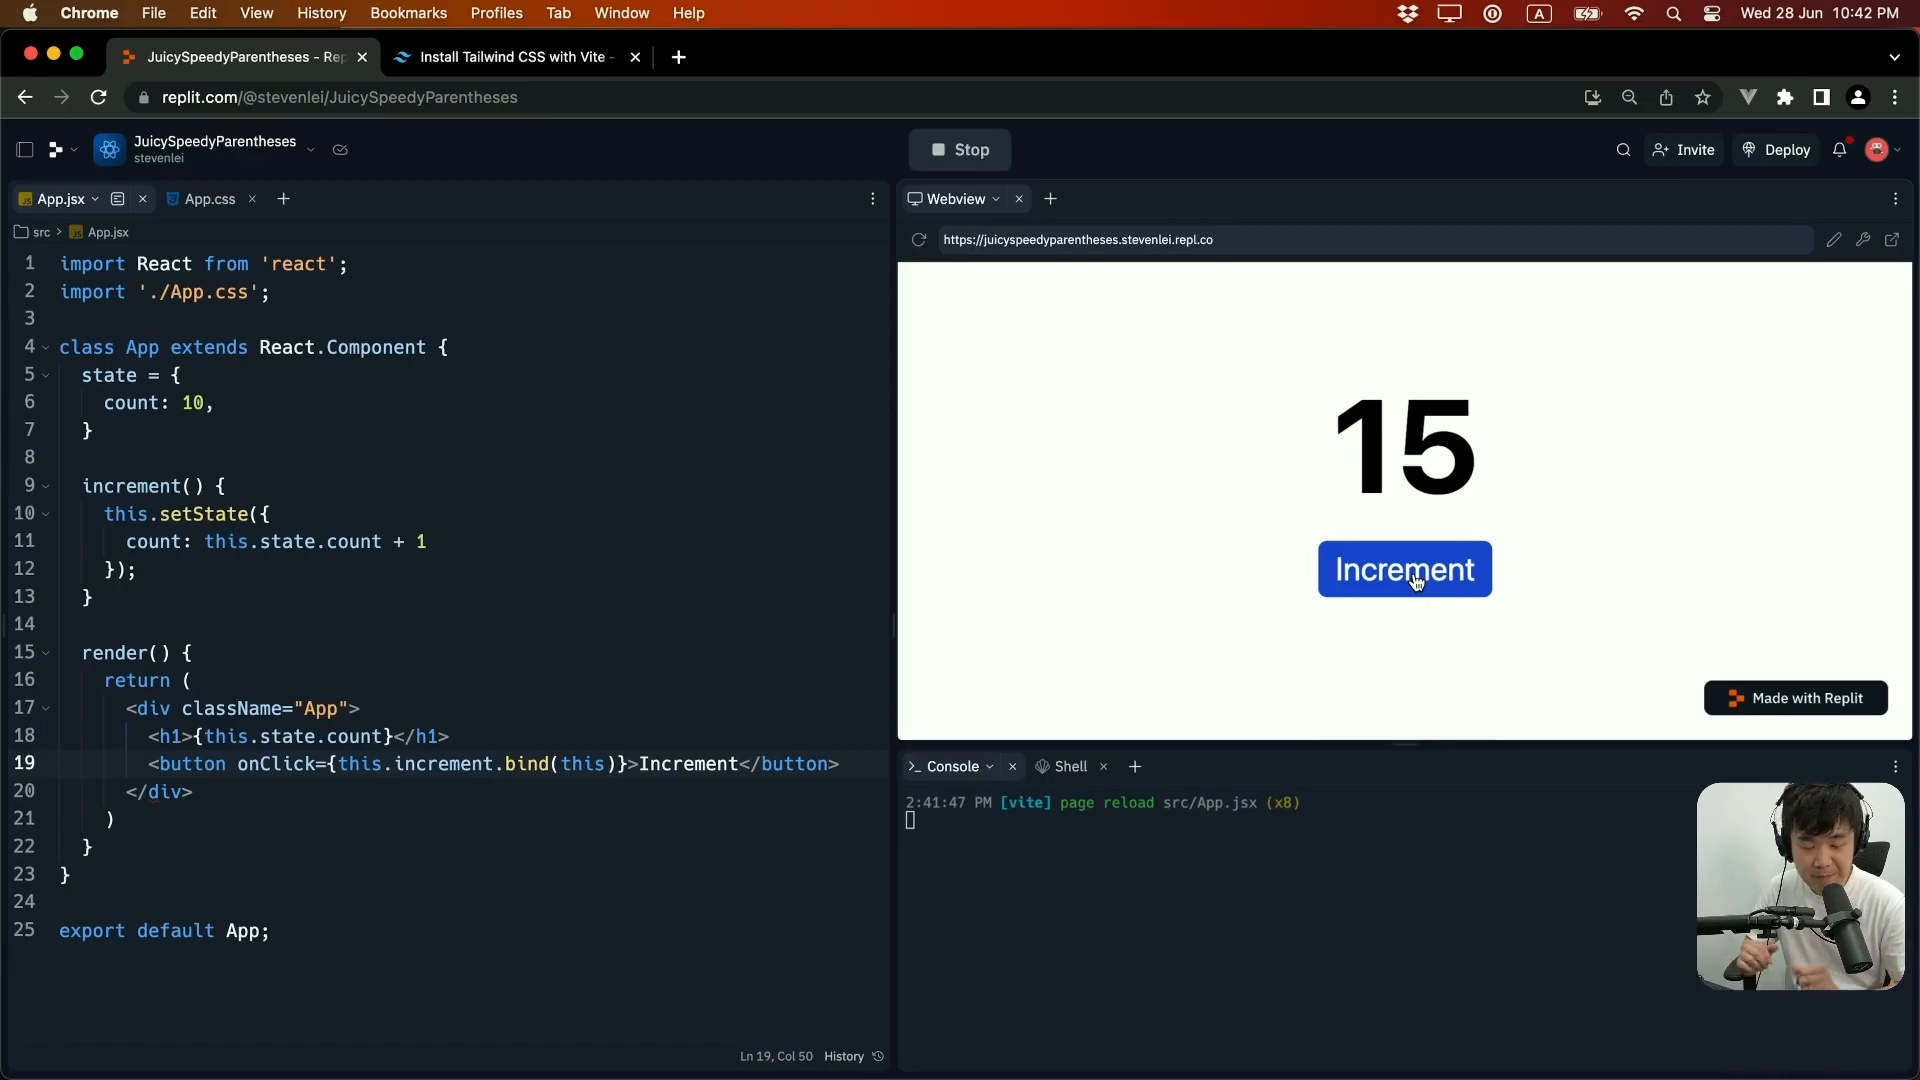 Chrome File Edit View History Bookmarks Profiles Tab Window Help A Wed 28 Jun 10:42 PM
JuicySpeedyParentheses - Rep Install Tailwind CSS with Vite -
replit.com/@stevenlei/JuicySpeedyParentheses
JuicySpeedyParentheses
stevenlei
Stop
Invite Deploy
App.jsx App.css
src > App.jsx
1 import React from 'react';
2 import './App.css';
3
4 class App extends React.Component {
5 state = {
6 count: 10,
7 }
8
9 increment() {
10 this.setState({
11 count: this.state.count + 1
12 });
13 }
14
15 render() {
16 return (
17 <div className="App">
18 <h1>{this.state.count}</h1>
19 <button onClick={this.increment.bind(this)}>Increment</button>
20 </div>
21 )
22 }
23 }
24
25 export default App;
Ln 19, Col 50 History
Webview
https://juicyspeedyparentheses.stevenlei.repl.co
15
Increment
Made with Replit
>_ Console Shell
2:41:47 PM [vite] page reload src/App.jsx (x8)